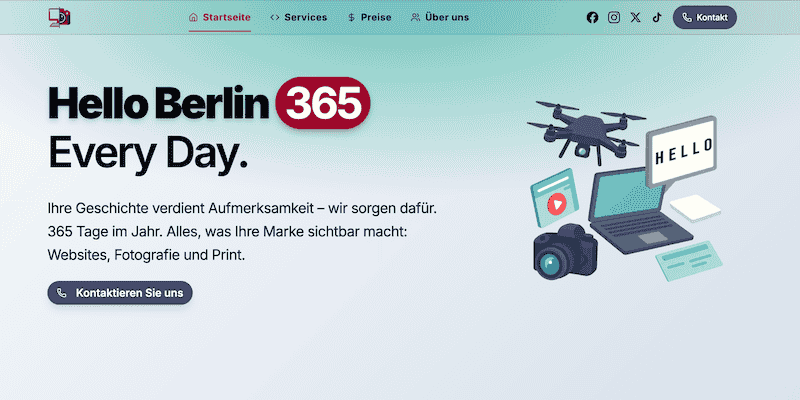 Startseite
Services
Preise
Über uns
Kontakt
Hello Berlin 365
Every Day.
Ihre Geschichte verdient Aufmerksamkeit – wir sorgen dafür.
365 Tage im Jahr. Alles, was Ihre Marke sichtbar macht:
Websites, Fotografie und Print.
Kontaktieren Sie uns
HELLO